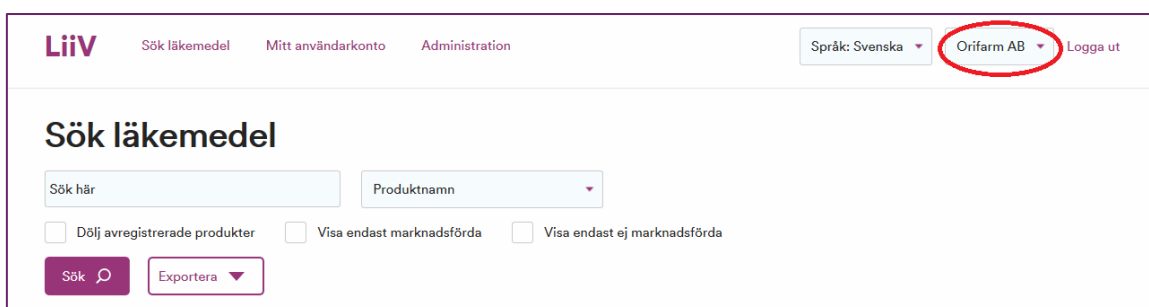 LiiV Sök läkemedel Mitt användarkonto Administration Språk: Svenska Orifarm AB Logga ut
Sök läkemedel
Sök här Produktnamn
Dölj avregistrerade produkter Visa endast marknadsförda Visa endast ej marknadsförda
Sök Exportera